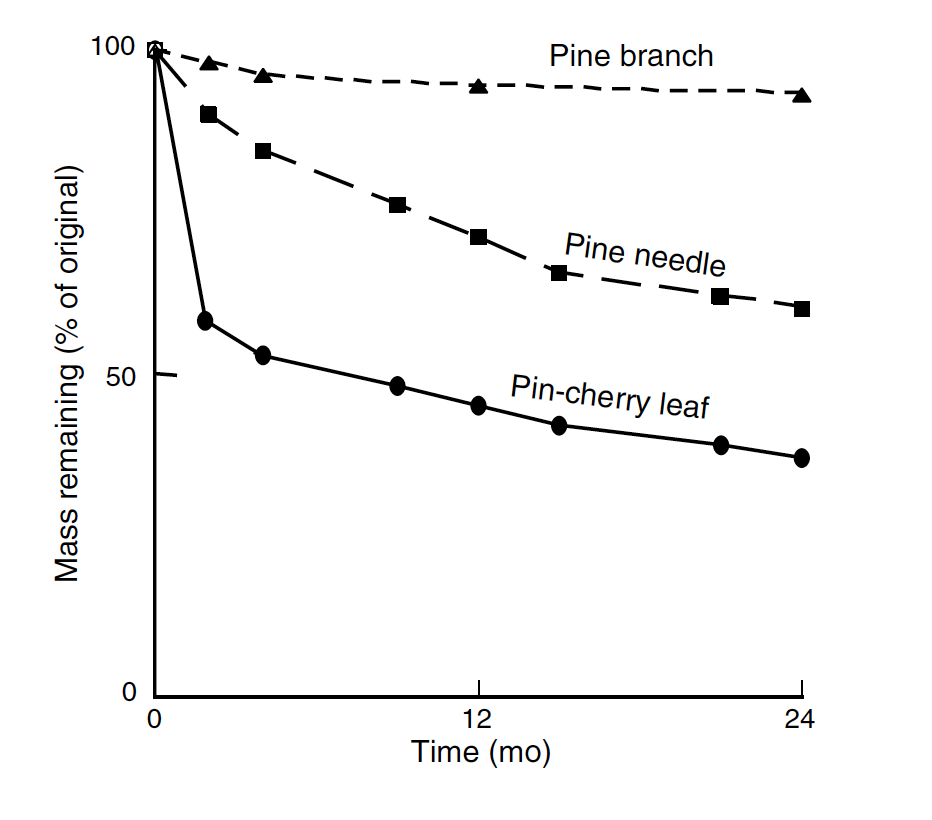 100
Pine branch
Pine needle
Mass remaining (% of original)
50
Pin-cherry leaf
0
0
12
24
Time (mo)